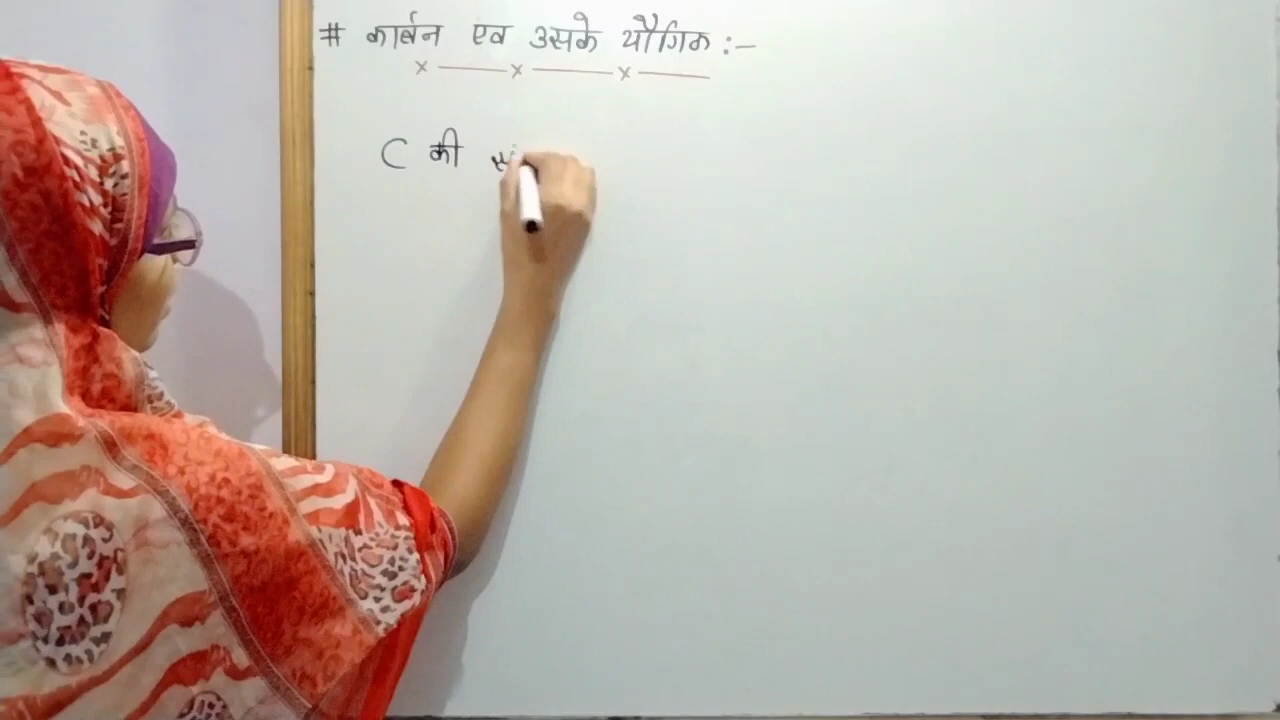 # कार्बन एव उसके यौगिक :-
C की